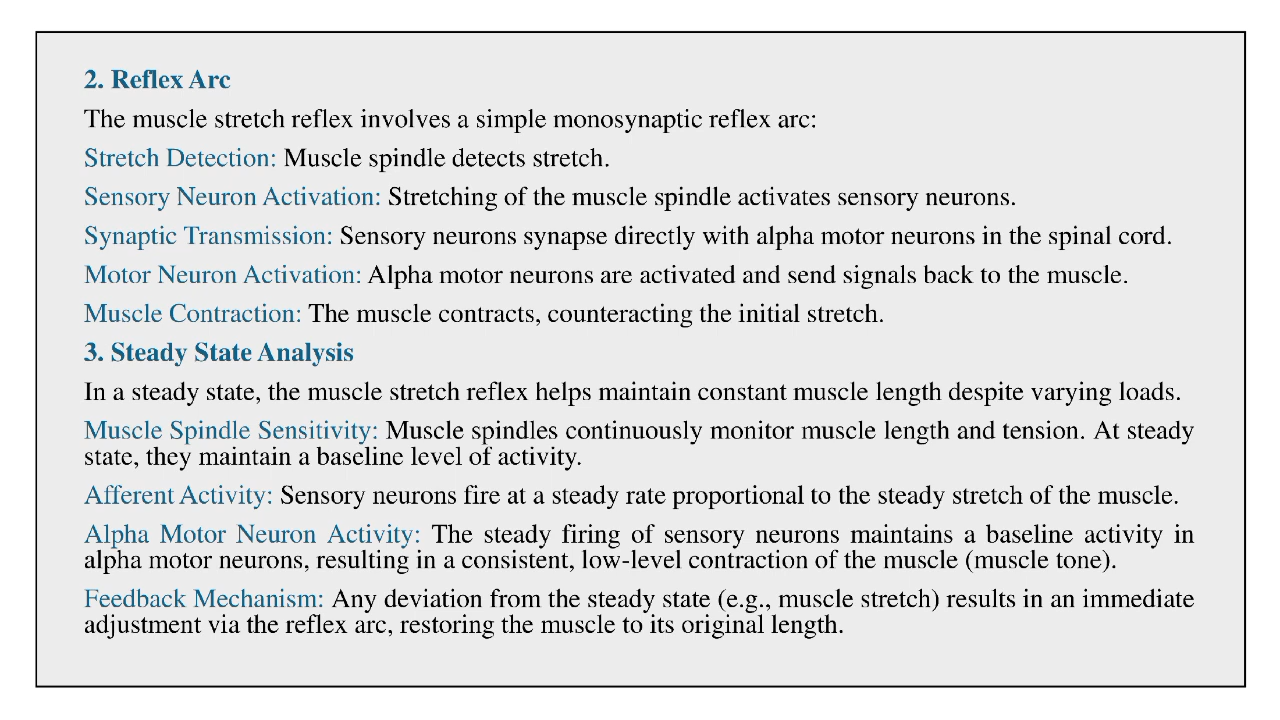 2. Reflex Arc
The muscle stretch reflex involves a simple monosynaptic reflex arc:
Stretch Detection: Muscle spindle detects stretch.
Sensory Neuron Activation: Stretching of the muscle spindle activates sensory neurons.
Synaptic Transmission: Sensory neurons synapse directly with alpha motor neurons in the spinal cord.
Motor Neuron Activation: Alpha motor neurons are activated and send signals back to the muscle.
Muscle Contraction: The muscle contracts, counteracting the initial stretch.
3. Steady State Analysis
In a steady state, the muscle stretch reflex helps maintain constant muscle length despite varying loads.
Muscle Spindle Sensitivity: Muscle spindles continuously monitor muscle length and tension. At steady
state, they maintain a baseline level of activity.
Afferent Activity: Sensory neurons fire at a steady rate proportional to the steady stretch of the muscle.
Alpha Motor Neuron Activity: The steady firing of sensory neurons maintains a baseline activity in
alpha motor neurons, resulting in a consistent, low-level contraction of the muscle (muscle tone).
Feedback Mechanism: Any deviation from the steady state (e.g., muscle stretch) results in an immediate
adjustment via the reflex arc, restoring the muscle to its original length.